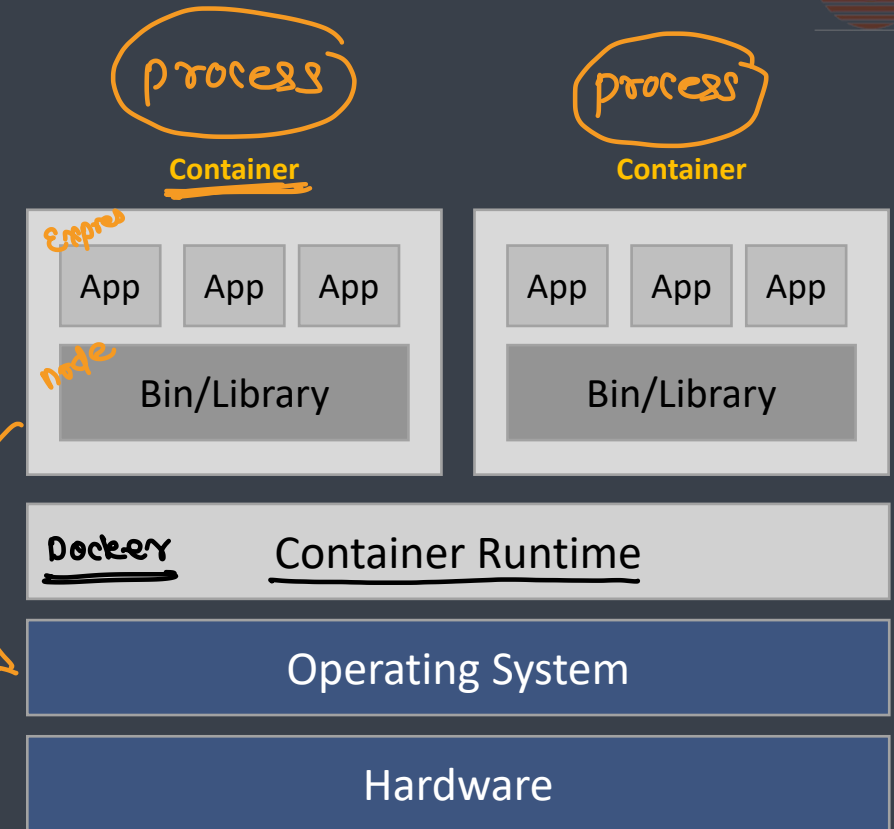 process process
Container Container
Expres
App App App App App App
node
Bin/Library Bin/Library
Docker Container Runtime
Operating System
Hardware